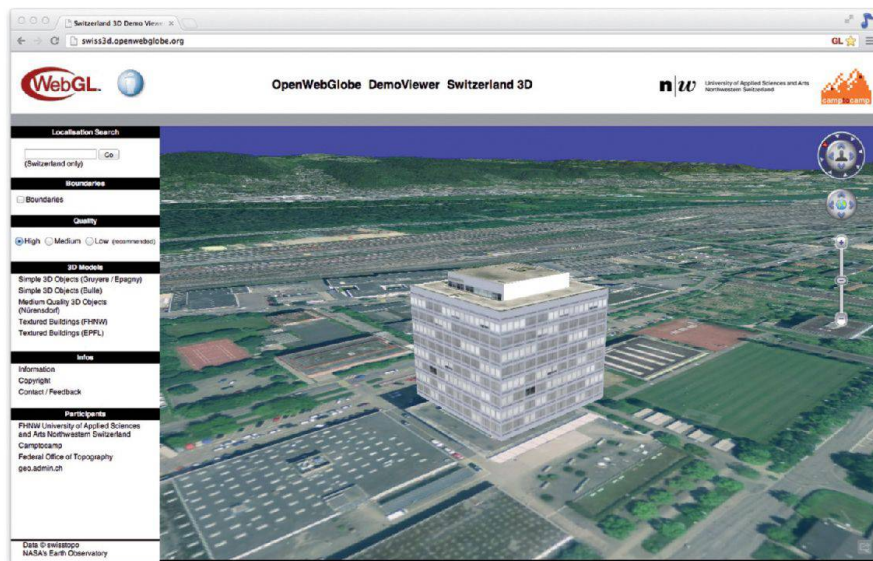 Switzerland 3D Demo Viewe
swiss3d.openwebglobe.org
GL
WebGL
OpenWebGlobe DemoViewer Switzerland 3D
n|w
University of Applied Sciences and Arts
Northwestern Switzerland
camptocamp
Localisation Search
Go
(Switzerland only)
Boundaries
Boundaries
Quality
High Medium Low (recommended)
3D Models
Simple 3D Objects (Gruyère / Epagny)
Simple 3D Objects (Bulle)
Medium Quality 3D Objects
(Nürensdorf)
Textured Buildings (FHNW)
Textured Buildings (EPFL)
Infos
Information
Copyright
Contact / Feedback
Participants
FHNW University of Applied Sciences
and Arts Northwestern Switzerland
Camptocamp
Federal Office of Topography
geo.admin.ch
Data © swisstopo
NASA's Earth Observatory